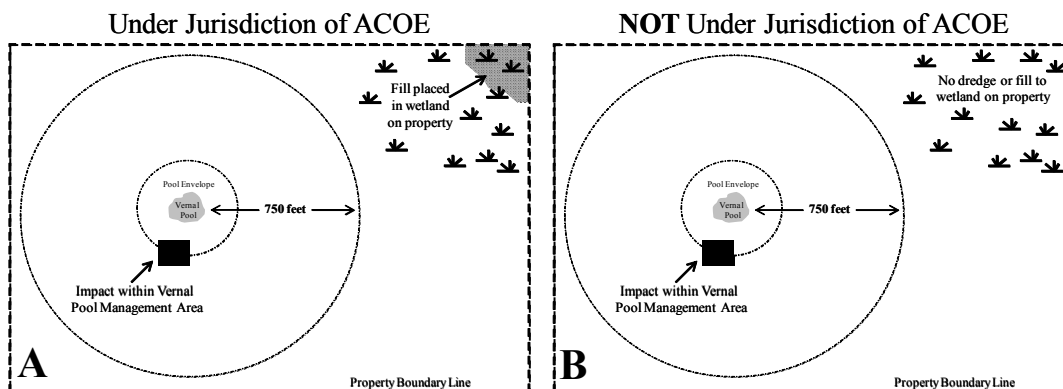 Under Jurisdiction of ACOE
Fill placed
in wetland
on property
Pool Envelope
Vernal
Pool
750 feet
Impact within Vernal
Pool Management Area
A
Property Boundary Line
NOT Under Jurisdiction of ACOE
No dredge or fill to
wetland on property
Pool Envelope
Vernal
Pool
750 feet
Impact within Vernal
Pool Management Area
B
Property Boundary Line